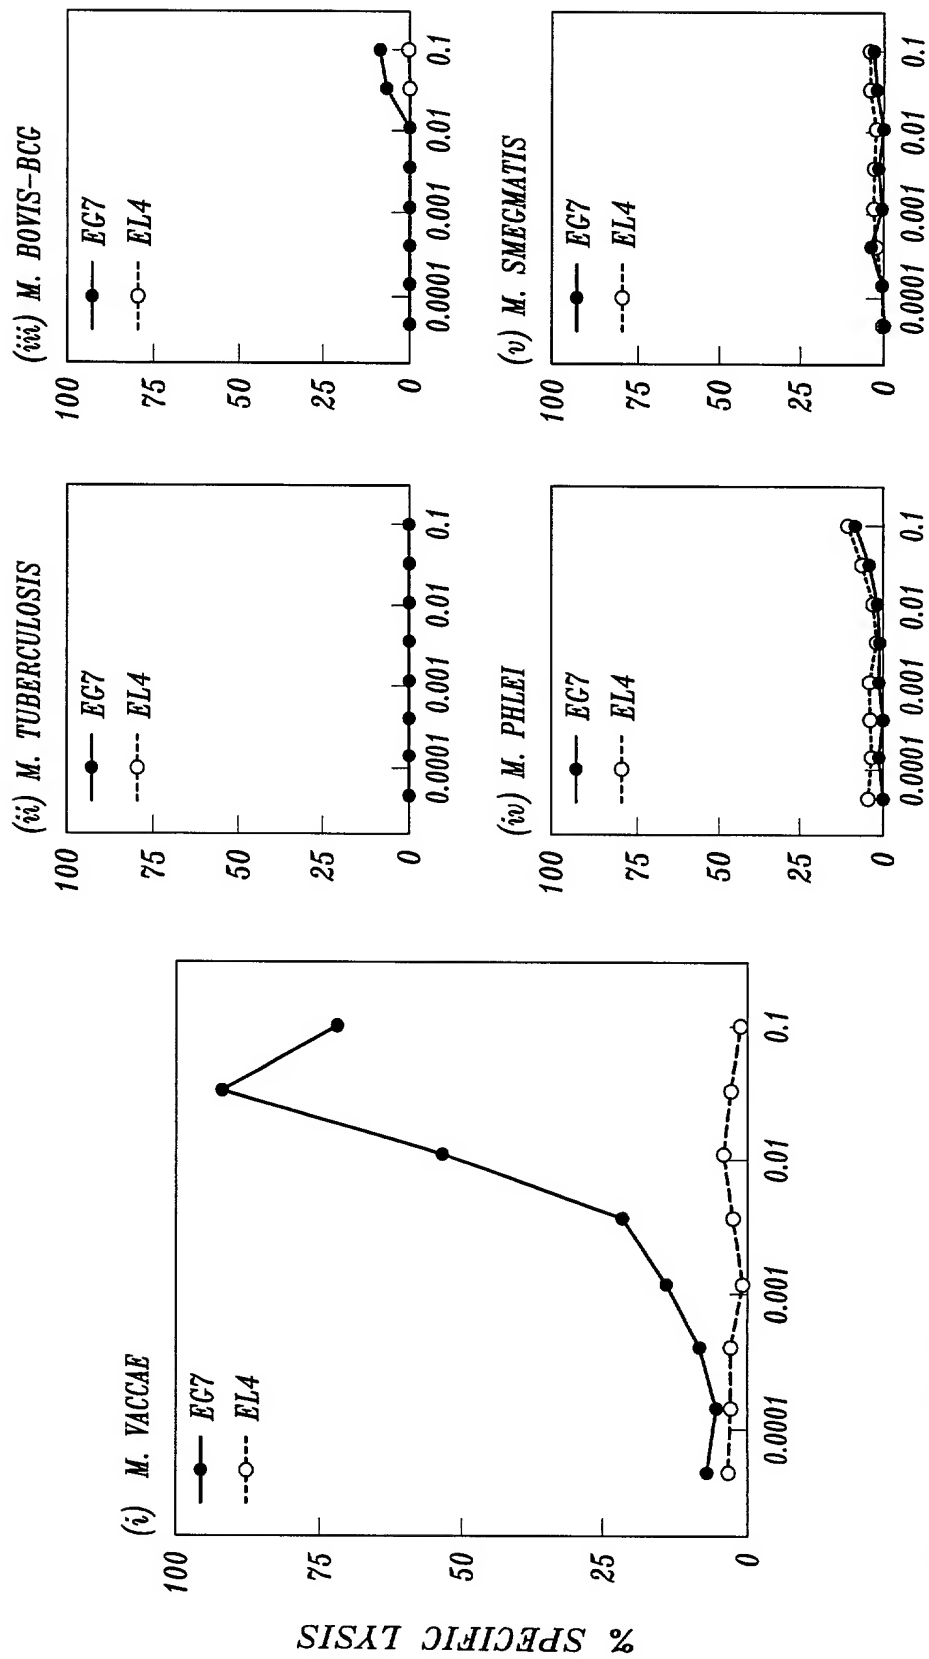 % SPECIFIC LYSIS
(i) M. VACCAE
EG7
EL4
100
75
50
25
0
0.0001
0.001
0.01
0.1
(ii) M. TUBERCULOSIS
EG7
EL4
100
75
50
25
0
0.0001
0.001
0.01
0.1
(iii) M. BOVIS-BCG
EG7
EL4
100
75
50
25
0
0.0001
0.001
0.01
0.1
(iv) M. PHLEI
EG7
EL4
100
75
50
25
0
0.0001
0.001
0.01
0.1
(v) M. SMEGMATIS
EG7
EL4
100
75
50
25
0
0.0001
0.001
0.01
0.1